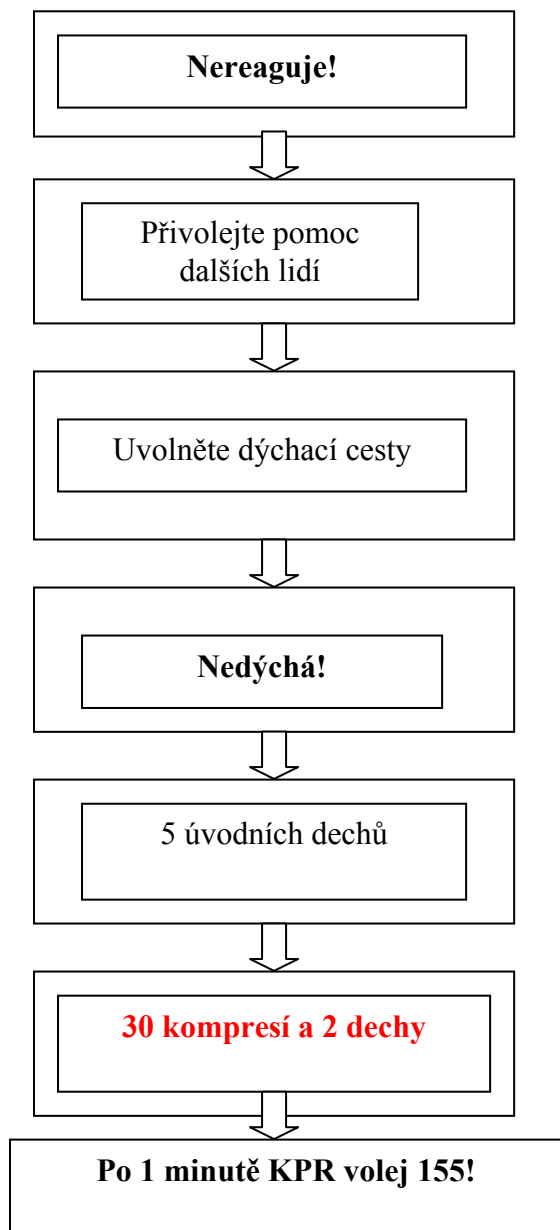 Nereaguje!
Přivolejte pomoc
dalších lidí
Uvolněte dýchací cesty
Nedýchá!
5 úvodních dechů
30 kompresí a 2 dechy
Po 1 minutě KPR volej 155!